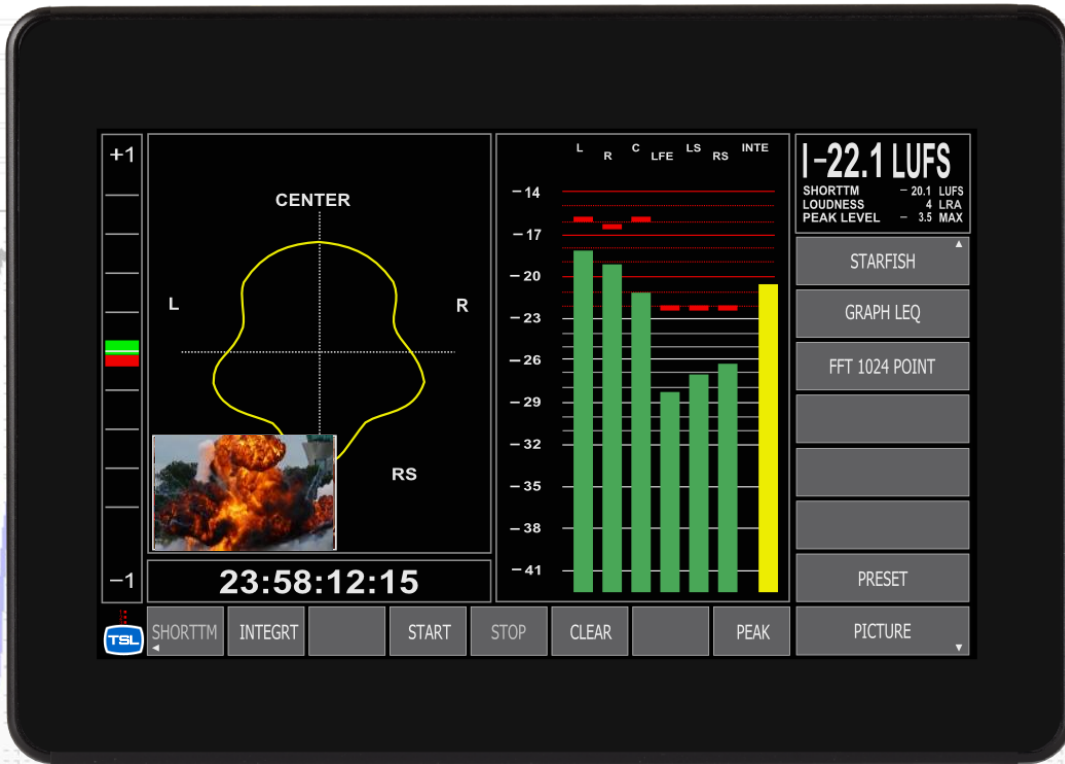 +1
−1
CENTER
L
R
RS
23:58:12:15
L R C LFE LS RS INTE
−14
−17
−20
−23
−26
−29
−32
−35
−38
−41
I−22.1 LUFS
SHORTTM − 20.1 LUFS
LOUDNESS 4 LRA
PEAK LEVEL − 3.5 MAX
STARFISH
GRAPH LEQ
FFT 1024 POINT
PRESET
PICTURE
TSL
SHORTTM
INTEGRT
START
STOP
CLEAR
PEAK